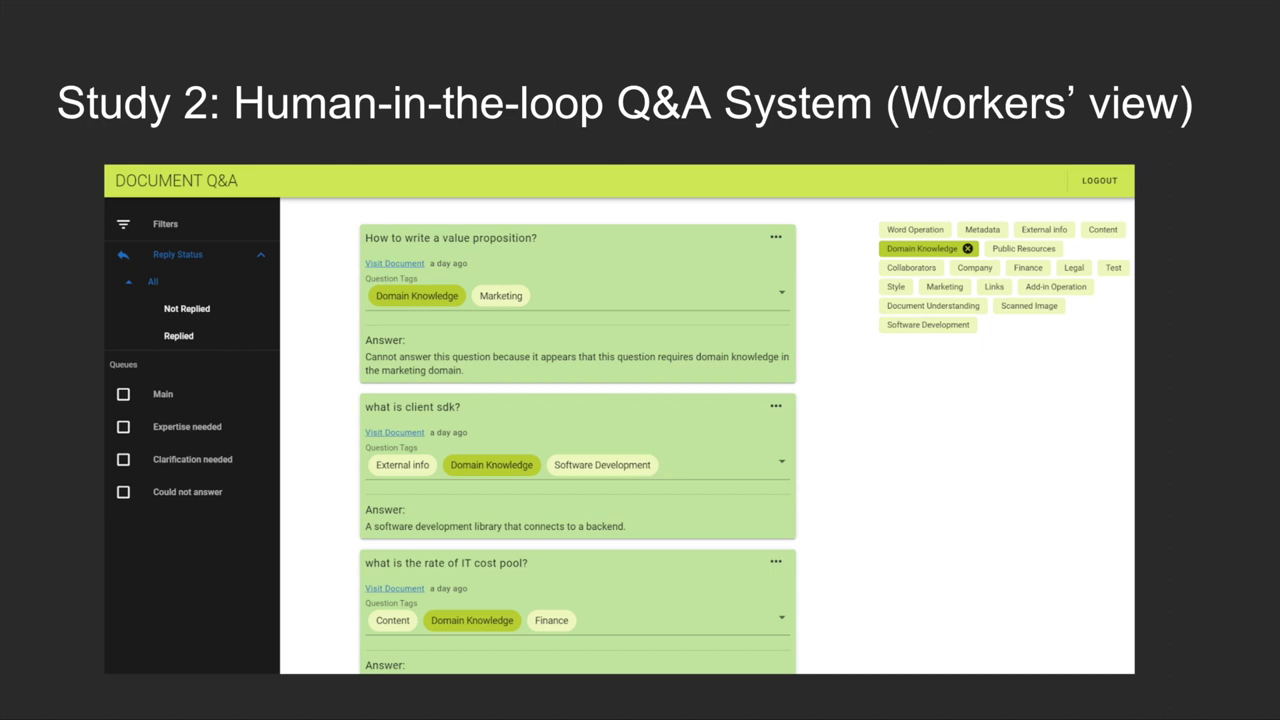 Study 2: Human-in-the-loop Q&A System (Workers’ view)
DOCUMENT Q&A
LOGOUT
Filters
Reply Status
All
Not Replied
Replied
Queues
Main
Expertise needed
Clarification needed
Could not answer
How to write a value proposition?
Visit Document a day ago
Question Tags
Domain Knowledge Marketing
Answer:
Cannot answer this question because it appears that this question requires domain knowledge in
the marketing domain.
what is client sdk?
Visit Document a day ago
Question Tags
External info Domain Knowledge Software Development
Answer:
A software development library that connects to a backend.
what is the rate of IT cost pool?
Visit Document a day ago
Question Tags
Content Domain Knowledge Finance
Answer:
Word Operation Metadata External info Content
Domain Knowledge Public Resources
Collaborators Company Finance Legal Test
Style Marketing Links Add-in Operation
Document Understanding Scanned Image
Software Development